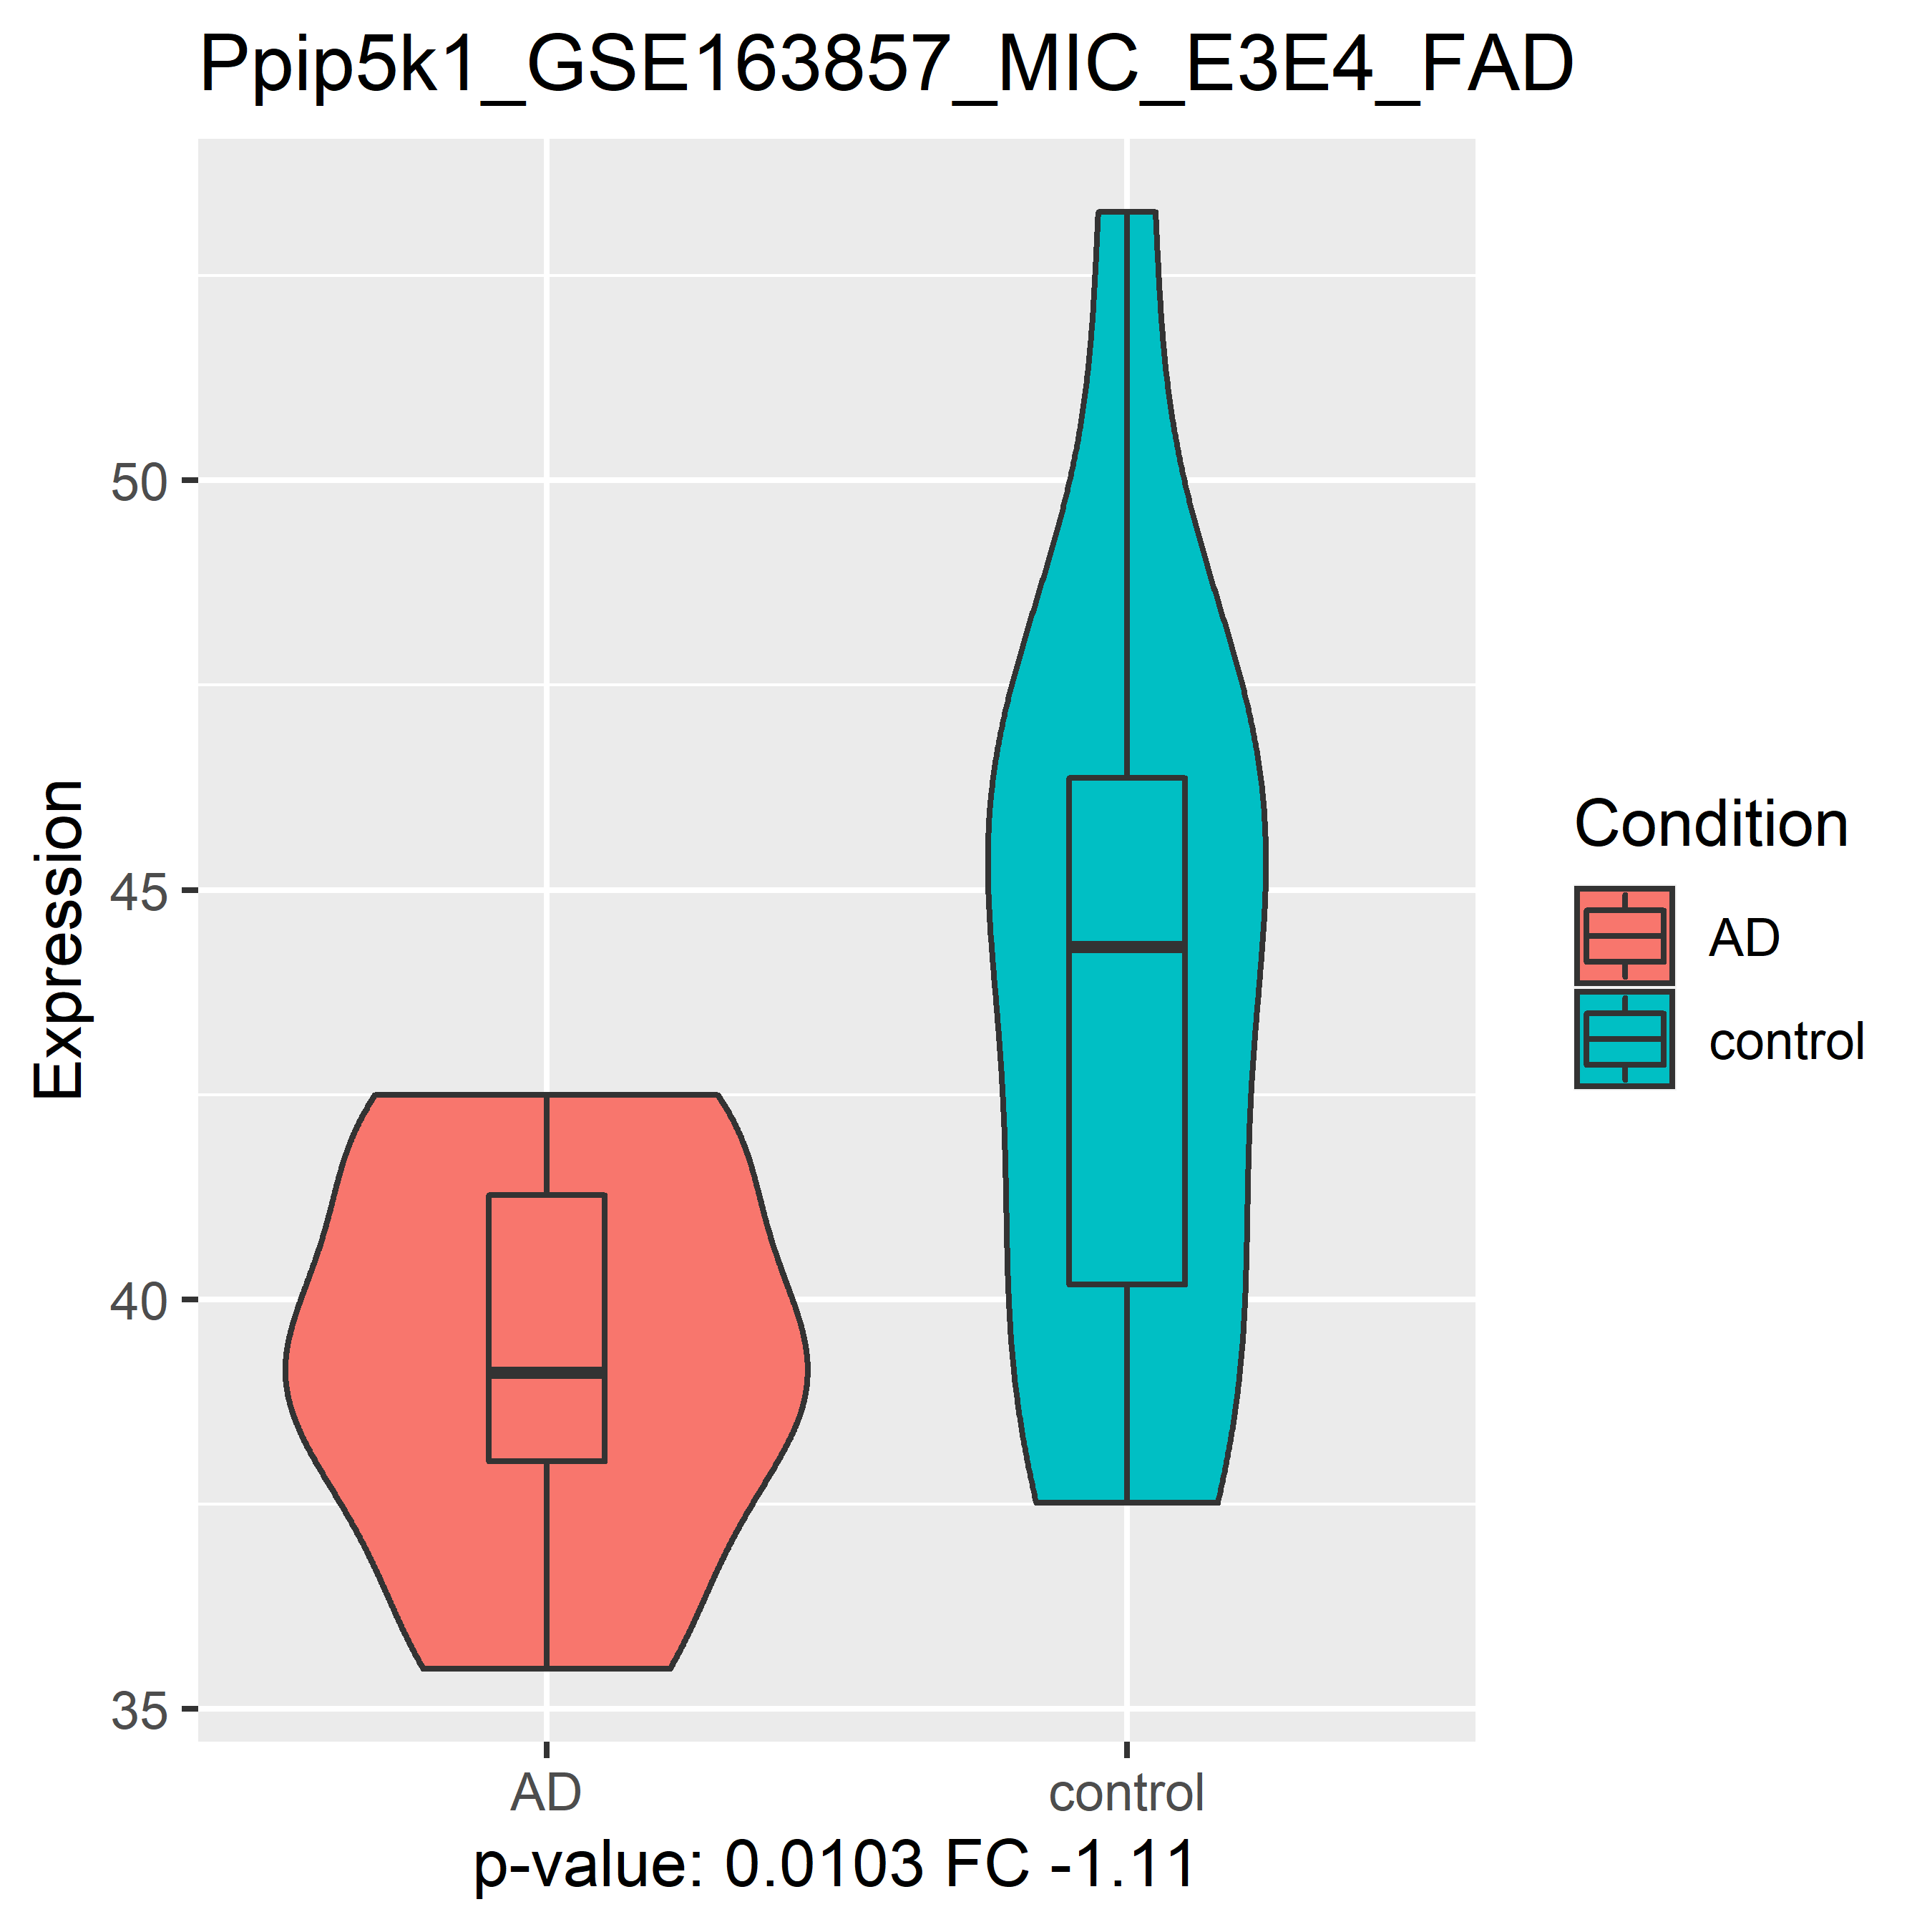 Ppip5k1_GSE163857_MIC_E3E4_FAD
Expression
50
45
40
35
AD
control
p-value: 0.0103 FC -1.11
Condition
AD
control